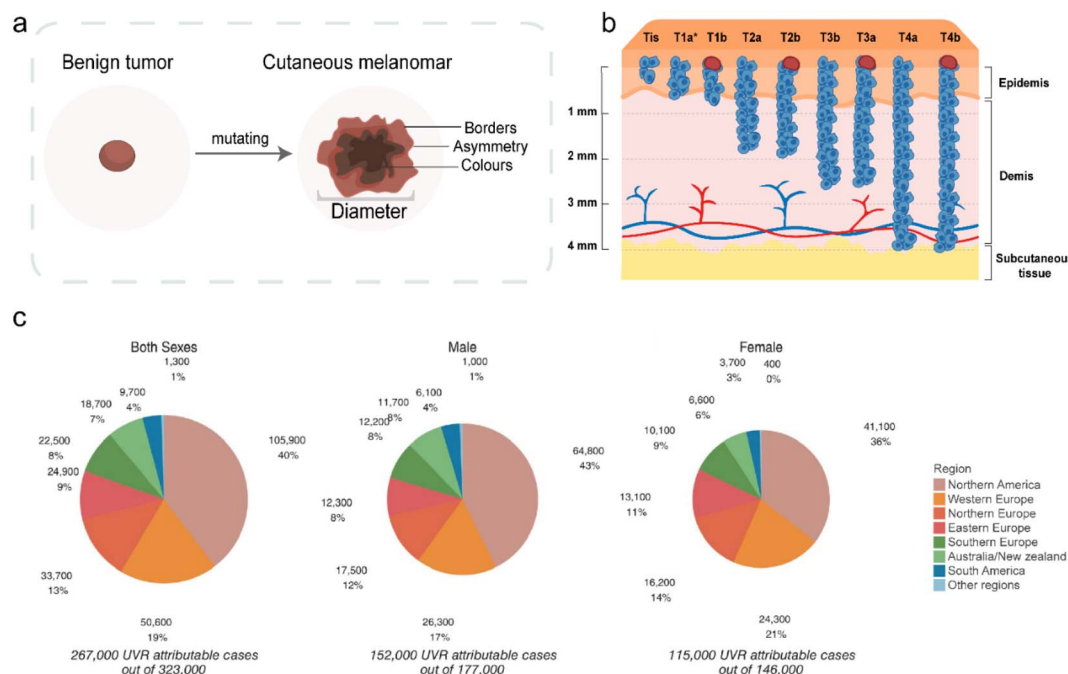 a
Benign tumor
Cutaneous melanomar
mutating
Borders
Asymmetry
Colours
Diameter
b
Tis
T1a*
T1b
T2a
T2b
T3b
T3a
T4a
T4b
1 mm
2 mm
3 mm
4 mm
Epidemis
Demis
Subcutaneous
tissue
c
Both Sexes
1,300
1%
9,700
4%
18,700
7%
22,500
8%
24,900
9%
33,700
13%
50,600
19%
105,900
40%
267,000 UVR attributable cases
out of 323,000
Male
1,000
1%
6,100
4%
11,700
8%
12,200
8%
12,300
8%
17,500
12%
26,300
17%
64,800
43%
152,000 UVR attributable cases
out of 177,000
Female
400
0%
3,700
3%
6,600
6%
10,100
9%
13,100
11%
16,200
14%
24,300
21%
41,100
36%
115,000 UVR attributable cases
out of 146,000
Region
Northern America
Western Europe
Northern Europe
Eastern Europe
Southern Europe
Australia/New zealand
South America
Other regions